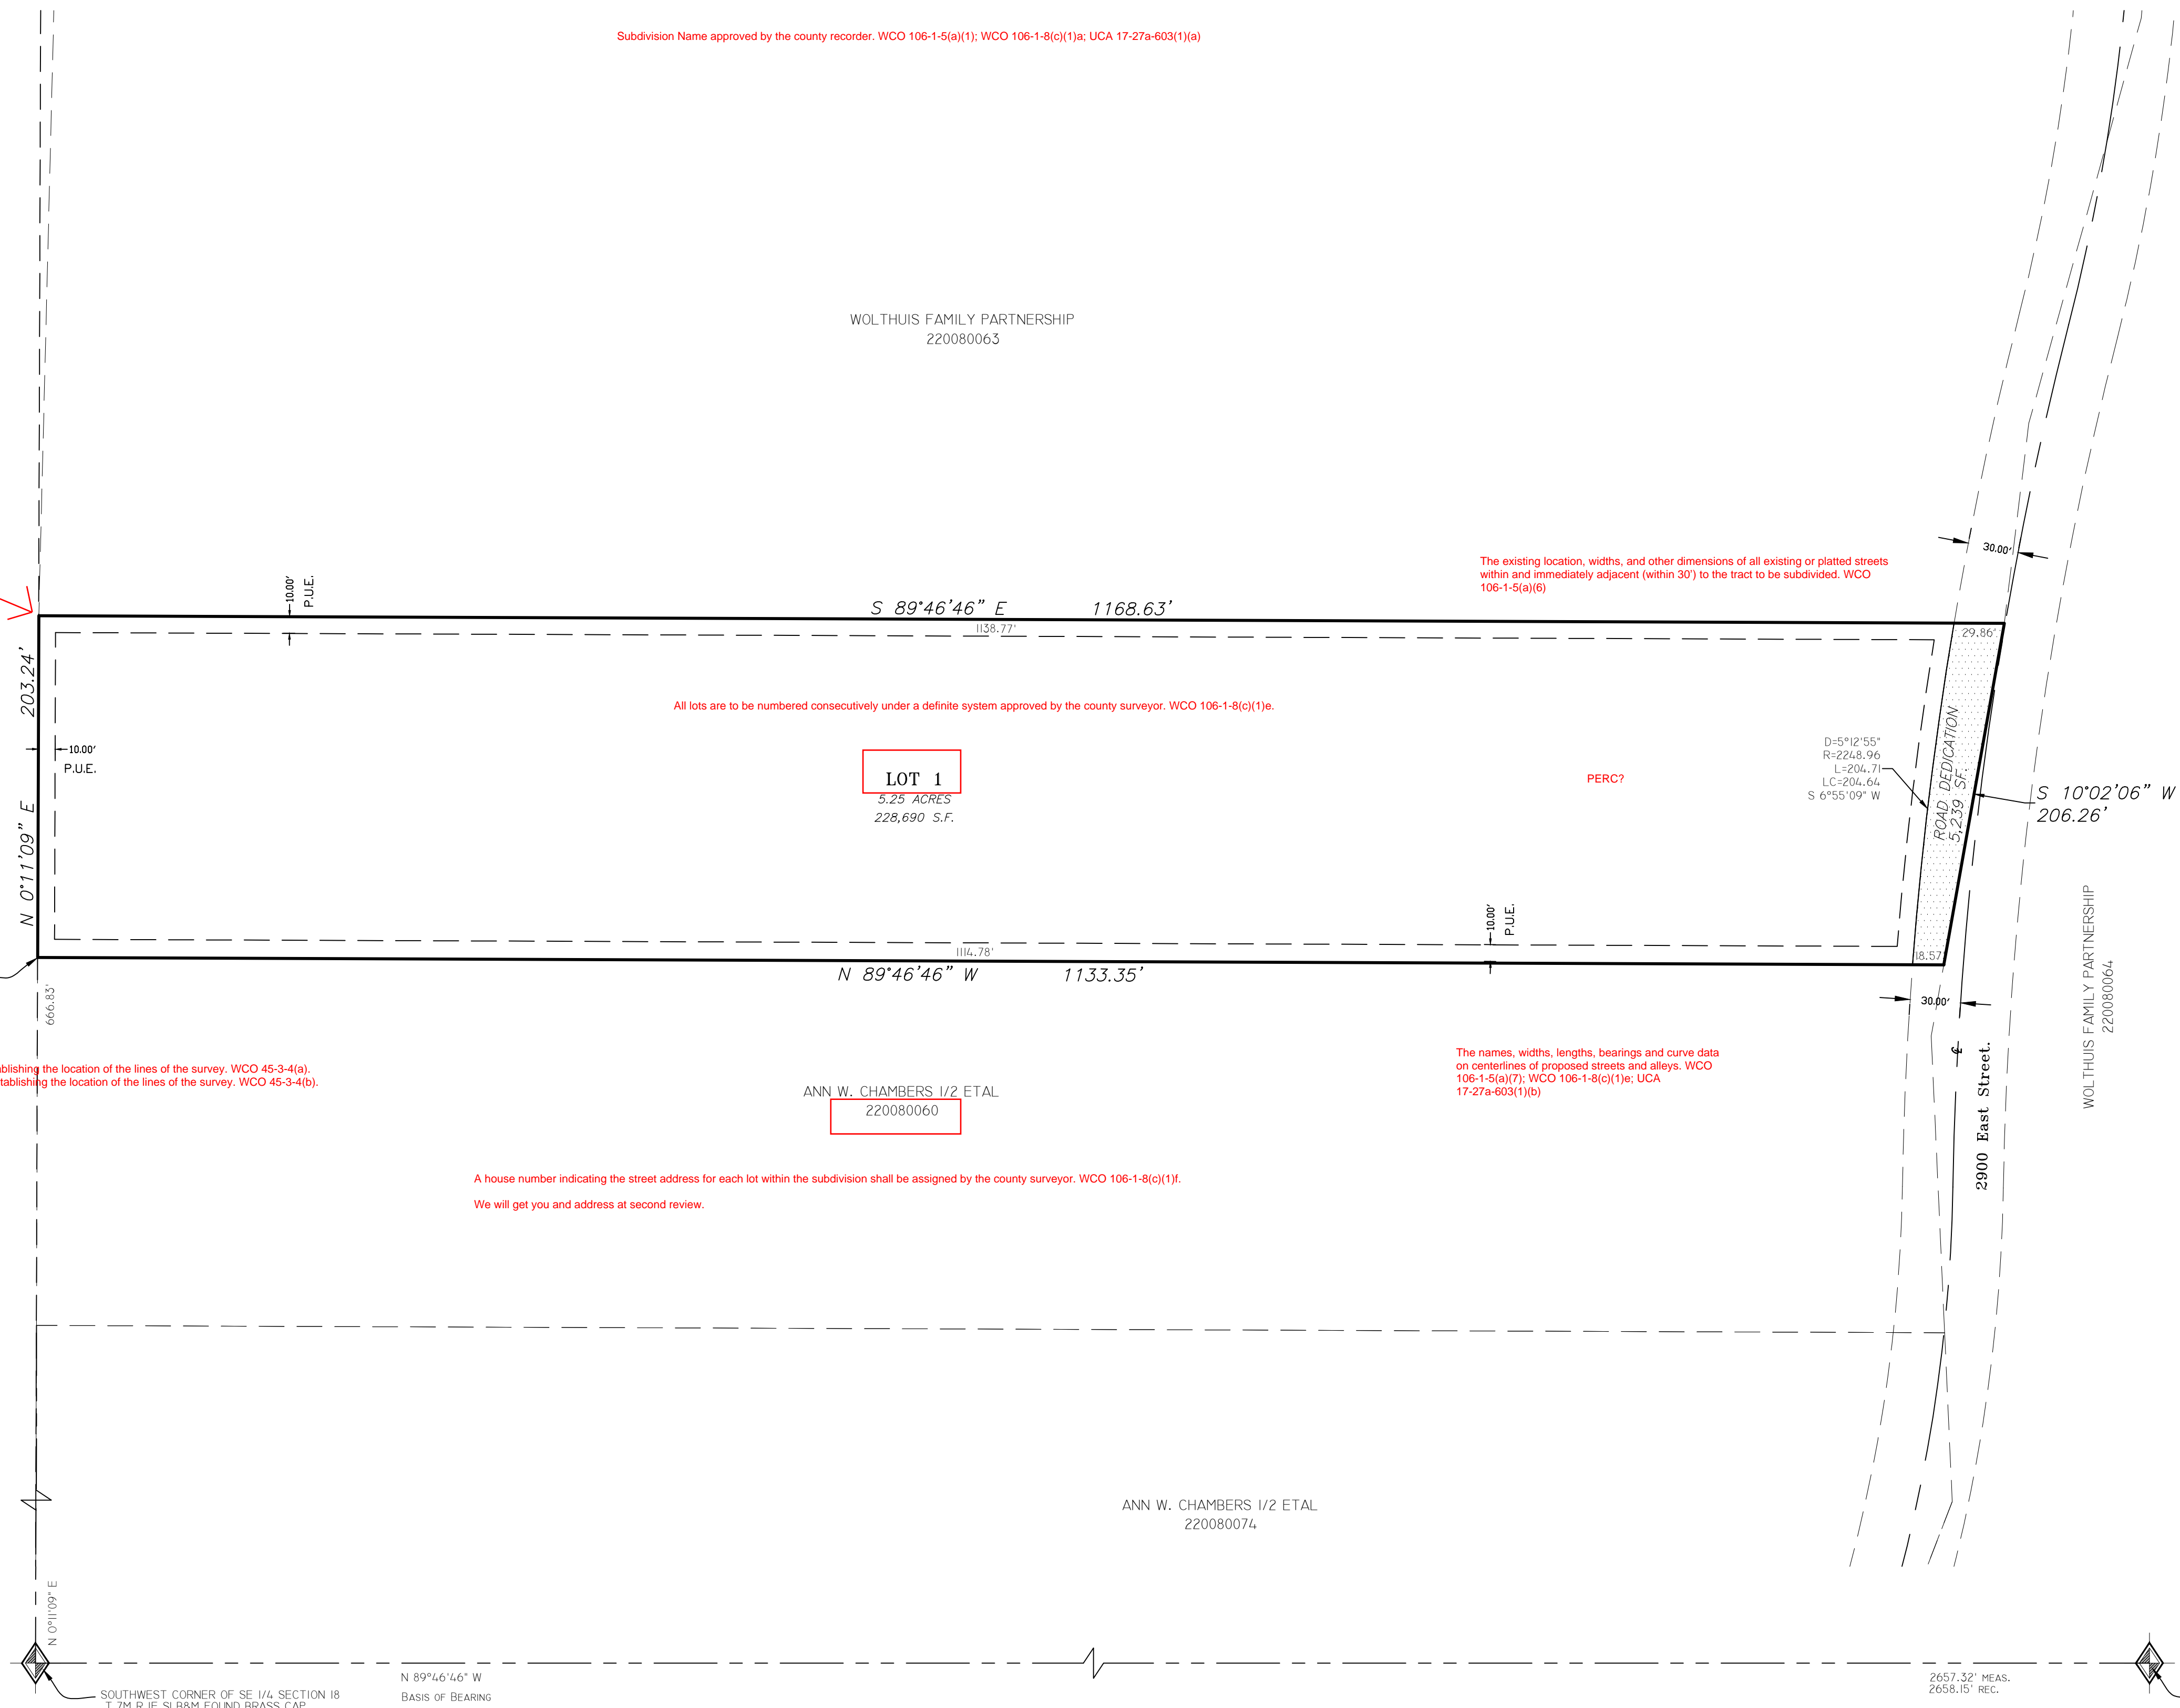 Subdivision Name approved by the county recorder. WCO 106-1-5(a)(1); WCO 106-1-8(c)(1)a; UCA 17-27a-603(1)(a)
WOLTHUIS FAMILY PARTNERSHIP
220080063
30.00'
The existing location, widths, and other dimensions of all existing or platted streets
within and immediately adjacent (within 30') to the tract to be subdivided. WCO
106-1-5(a)(6)
10.00'
P.U.E.
S 89°46'46" E 1168.63'
1138.77'
29.86'
N 0°11'09" E 203.24'
All lots are to be numbered consecutively under a definite system approved by the county surveyor. WCO 106-1-8(c)(1)e.
10.00'
P.U.E.
LOT 1
5.25 ACRES
228,690 S.F.
PERC?
D=5°12'55"
R=2248.96
L=204.71
LC=204.64
S 6°55'09" W
ROAD DEDICATION
5,239 SF.
S 10°02'06" W
206.26'
10.00'
P.U.E.
1114.78'
18.57'
N 89°46'46" W 1133.35'
666.83'
30.00'
WOLTHUIS FAMILY PARTNERSHIP
220080064
blishing the location of the lines of the survey. WCO 45-3-4(a).
tablishing the location of the lines of the survey. WCO 45-3-4(b).
The names, widths, lengths, bearings and curve data
on centerlines of proposed streets and alleys. WCO
106-1-5(a)(7); WCO 106-1-8(c)(1)e; UCA
17-27a-603(1)(b)
ANN W. CHAMBERS 1/2 ETAL
220080060
℄
2900 East Street.
A house number indicating the street address for each lot within the subdivision shall be assigned by the county surveyor. WCO 106-1-8(c)(1)f.
We will get you and address at second review.
ANN W. CHAMBERS 1/2 ETAL
220080074
N 0°11'09" E
N 89°46'46" W
BASIS OF BEARING
2657.32' MEAS.
2658.15' REC.
SOUTHWEST CORNER OF SE 1/4 SECTION 18